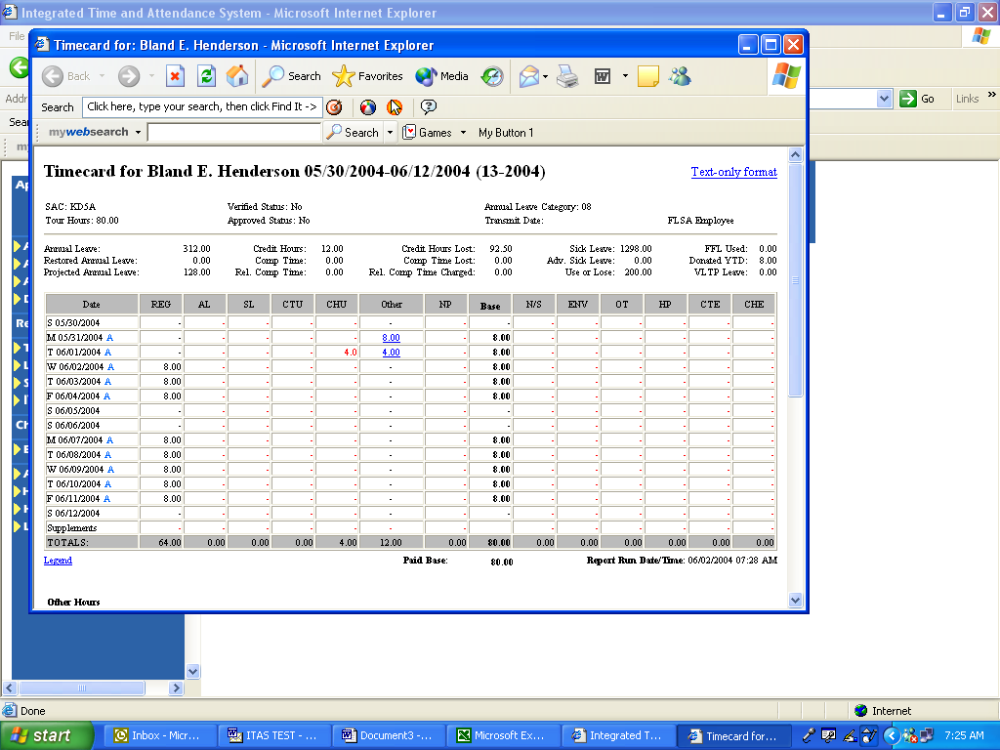 Integrated Time and Attendance System - Microsoft Internet Explorer
File
Timecard for: Bland E. Henderson - Microsoft Internet Explorer
Back Search Favorites Media
Addr Go Links »
Search Click here, type your search, then click Find It ->
Sear
mywebsearch Search Games My Button 1
Timecard for Bland E. Henderson 05/30/2004-06/12/2004 (13-2004) Text-only format
SAC: KD5A Verified Status: No Annual Leave Category: 08
Tour Hours: 80.00 Approved Status: No Transmit Date: FLSA Employee
Annual Leave: 312.00 Credit Hours: 12.00 Credit Hours Lost: 92.50 Sick Leave: 1298.00 FFL Used: 0.00
Restored Annual Leave: 0.00 Comp Time: 0.00 Comp Time Lost: 0.00 Adv. Sick Leave: 0.00 Donated YTD: 8.00
Projected Annual Leave: 128.00 Rel. Comp Time: 0.00 Rel. Comp Time Charged: 0.00 Use or Lose: 200.00 VLTP Leave: 0.00
Date REG AL SL CTU CHU Other NP Base N/S ENV OT HP CTE CHE
S 05/30/2004 - - - - - - - - - - - - - -
M 05/31/2004 A - - - - - 8.00 - 8.00 - - - - - -
T 06/01/2004 A - - - - 4.0 4.00 - 8.00 - - - - - -
W 06/02/2004 A 8.00 - - - - - - 8.00 - - - - - -
T 06/03/2004 A 8.00 - - - - - - 8.00 - - - - - -
F 06/04/2004 A 8.00 - - - - - - 8.00 - - - - - -
S 06/05/2004 - - - - - - - - - - - - - -
S 06/06/2004 - - - - - - - - - - - - - -
M 06/07/2004 A 8.00 - - - - - - 8.00 - - - - - -
T 06/08/2004 A 8.00 - - - - - - 8.00 - - - - - -
W 06/09/2004 A 8.00 - - - - - - 8.00 - - - - - -
T 06/10/2004 A 8.00 - - - - - - 8.00 - - - - - -
F 06/11/2004 A 8.00 - - - - - - 8.00 - - - - - -
S 06/12/2004 - - - - - - - - - - - - - -
Supplements - - - - - - - - - - - - - -
TOTALS: 64.00 0.00 0.00 0.00 4.00 12.00 0.00 80.00 0.00 0.00 0.00 0.00 0.00 0.00
Legend Paid Base: 80.00 Report Run Date/Time: 06/02/2004 07:28 AM
Other Hours
Done Internet
start Inbox - Micr... ITAS TEST - ... Document3 -... Microsoft Ex... Integrated T... Timecard for... 7:25 AM